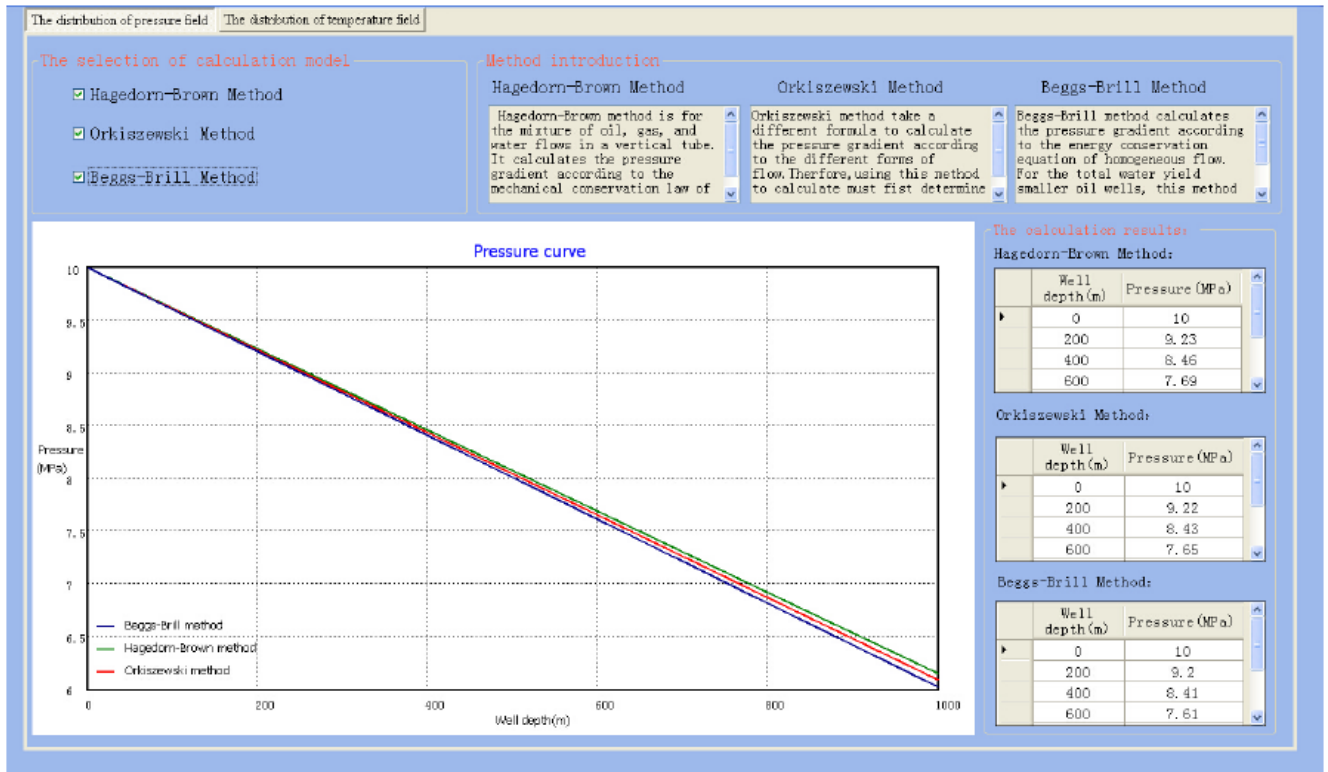 The distribution of pressure field
The distribution of temperature field
The selection of calculation model
Hagedorn-Brown Method
Orkiszewski Method
Beggs-Brill Method
Method introduction
Hagedorn-Brown Method
Hagedorn-Brown method is for
the mixture of oil, gas, and
water flows in a vertical tube.
It calculates the pressure
gradient according to the
mechanical conservation law of
Orkiszewski Method
Orkiszewski method take a
different formula to calculate
the pressure gradient according
to the different forms of
flow.Therfore,using this method
to calculate must fist determine
Beggs-Brill Method
Beggs-Brill method calculates
the pressure gradient according
to the energy conservation
equation of homogeneous flow.
For the total water yield
smaller oil wells, this method
Pressure curve
10
9.5
9
8.5
Pressure
(MPa)
8
7.5
7
6.5
6
Beggs-Brill method
Hagedorn-Brown method
Orkiszewski method
0 200 400 600 800 1000
Well depth(m)
The calculation results:
Hagedorn-Brown Method:
Well
depth(m) Pressure(MPa)
0 10
200 9.23
400 8.46
600 7.69
Orkiszewski Method:
Well
depth(m) Pressure(MPa)
0 10
200 9.22
400 8.43
600 7.65
Beggs-Brill Method:
Well
depth(m) Pressure(MPa)
0 10
200 9.2
400 8.41
600 7.61